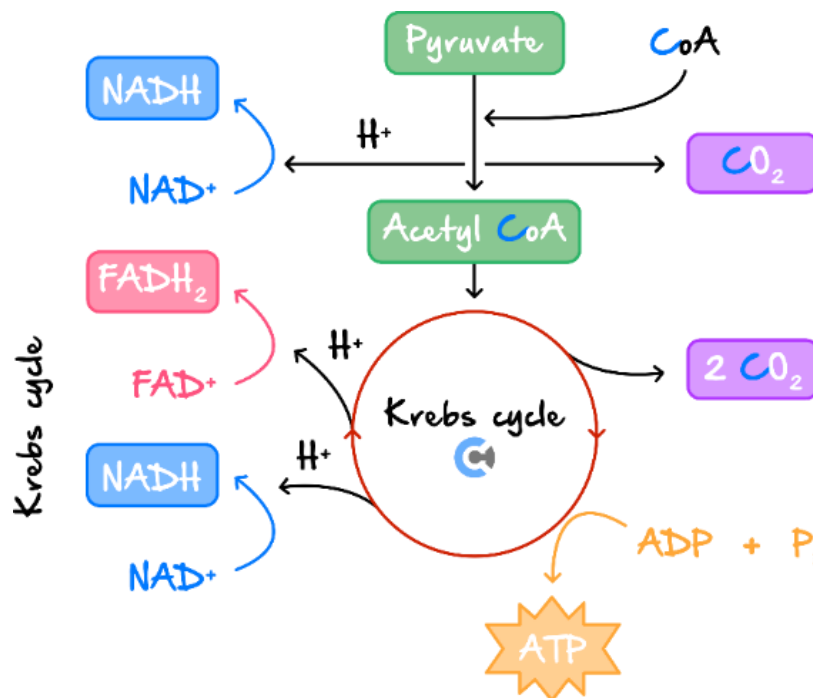 Pyruvate
CoA
NADH
H+
CO₂
NAD+
Acetyl CoA
FADH₂
H+
2 CO₂
FAD+
Krebs cycle
Krebs cycle
H+
NADH
ADP + P
NAD+
ATP